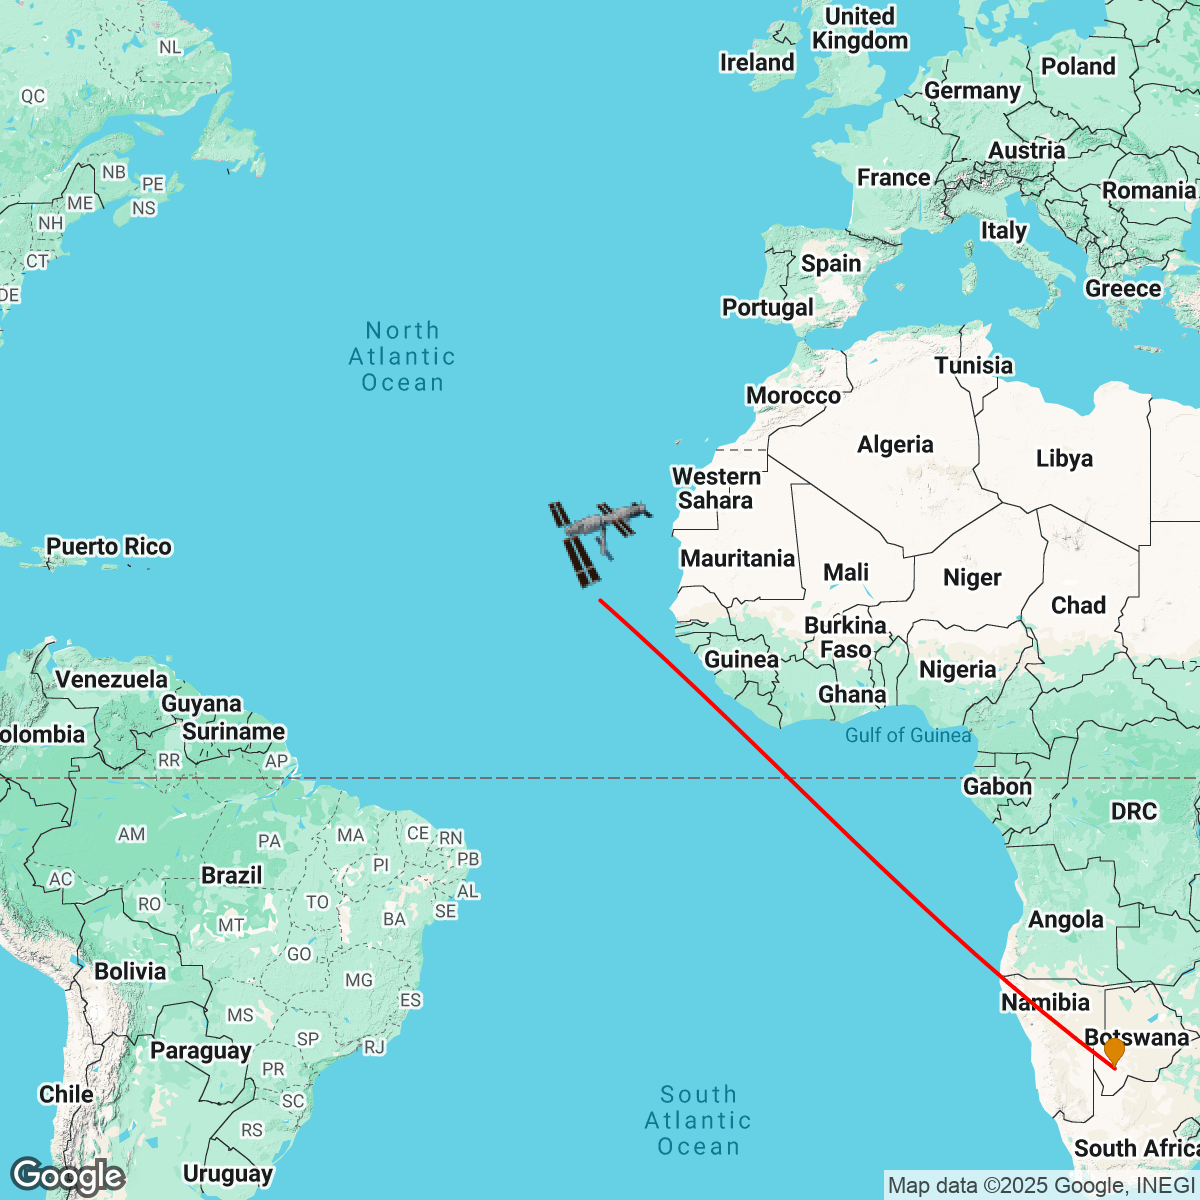 United
Kingdom
Ireland
Poland
Germany
NL
QC
Austria
France
Romania
NB
PE
ME
NS
NH
Italy
CT
Spain
DE
Greece
Portugal
North
Atlantic
Ocean
Tunisia
Morocco
Algeria
Libya
Western
Sahara
Puerto Rico
Mauritania
Mali
Niger
Chad
Burkina
Faso
Guinea
Nigeria
Venezuela
Ghana
Guyana
Suriname
olombia
Gulf of Guinea
RR
AP
Gabon
DRC
AM
PA
MA
CE
RN
PB
PI
AC
Brazil
AL
TO
RO
SE
BA
MT
Angola
GO
Bolivia
MG
ES
Namibia
MS
SP
Botswana
Paraguay
RJ
PR
Chile
SC
South
Atlantic
Ocean
RS
South Africa
Uruguay
Google
Map data ©2025 Google, INEGI